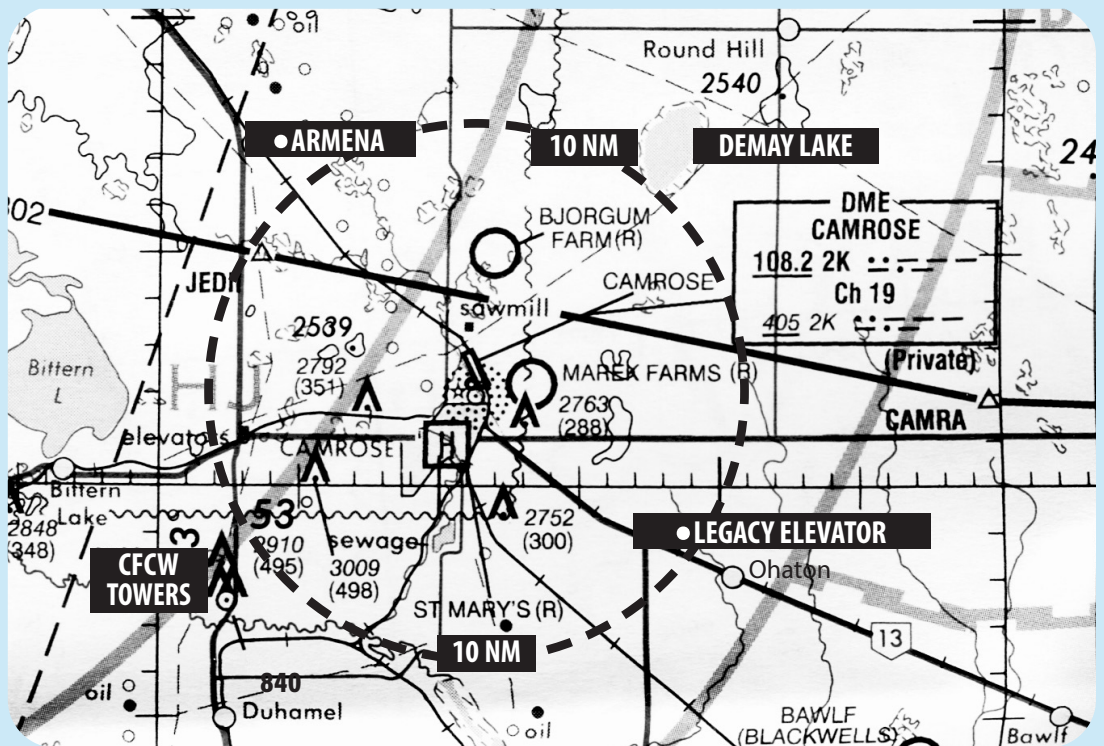 oil
Round Hill
2540
ARMENA
10 NM
DEMAY LAKE
24
302
DME
CAMROSE
108.2 2K
Ch 19
405 2K
(Private)
BJORGUM
FARM(R)
CAMROSE
sawmill
2539
2792
(351)
MAREX FARMS (R)
2763
(288)
CAMRA
Bittern
L
elevators
CAMROSE
Bittern
Lake
2848
(348)
53
3
(495)
sewage
3009
(498)
2752
(300)
LEGACY ELEVATOR
Ohaton
CFCW
TOWERS
ST MARY'S (R)
10 NM
13
840
oil
Duhamel
oil
BAWLF
(BLACKWELLS)
Bawlf